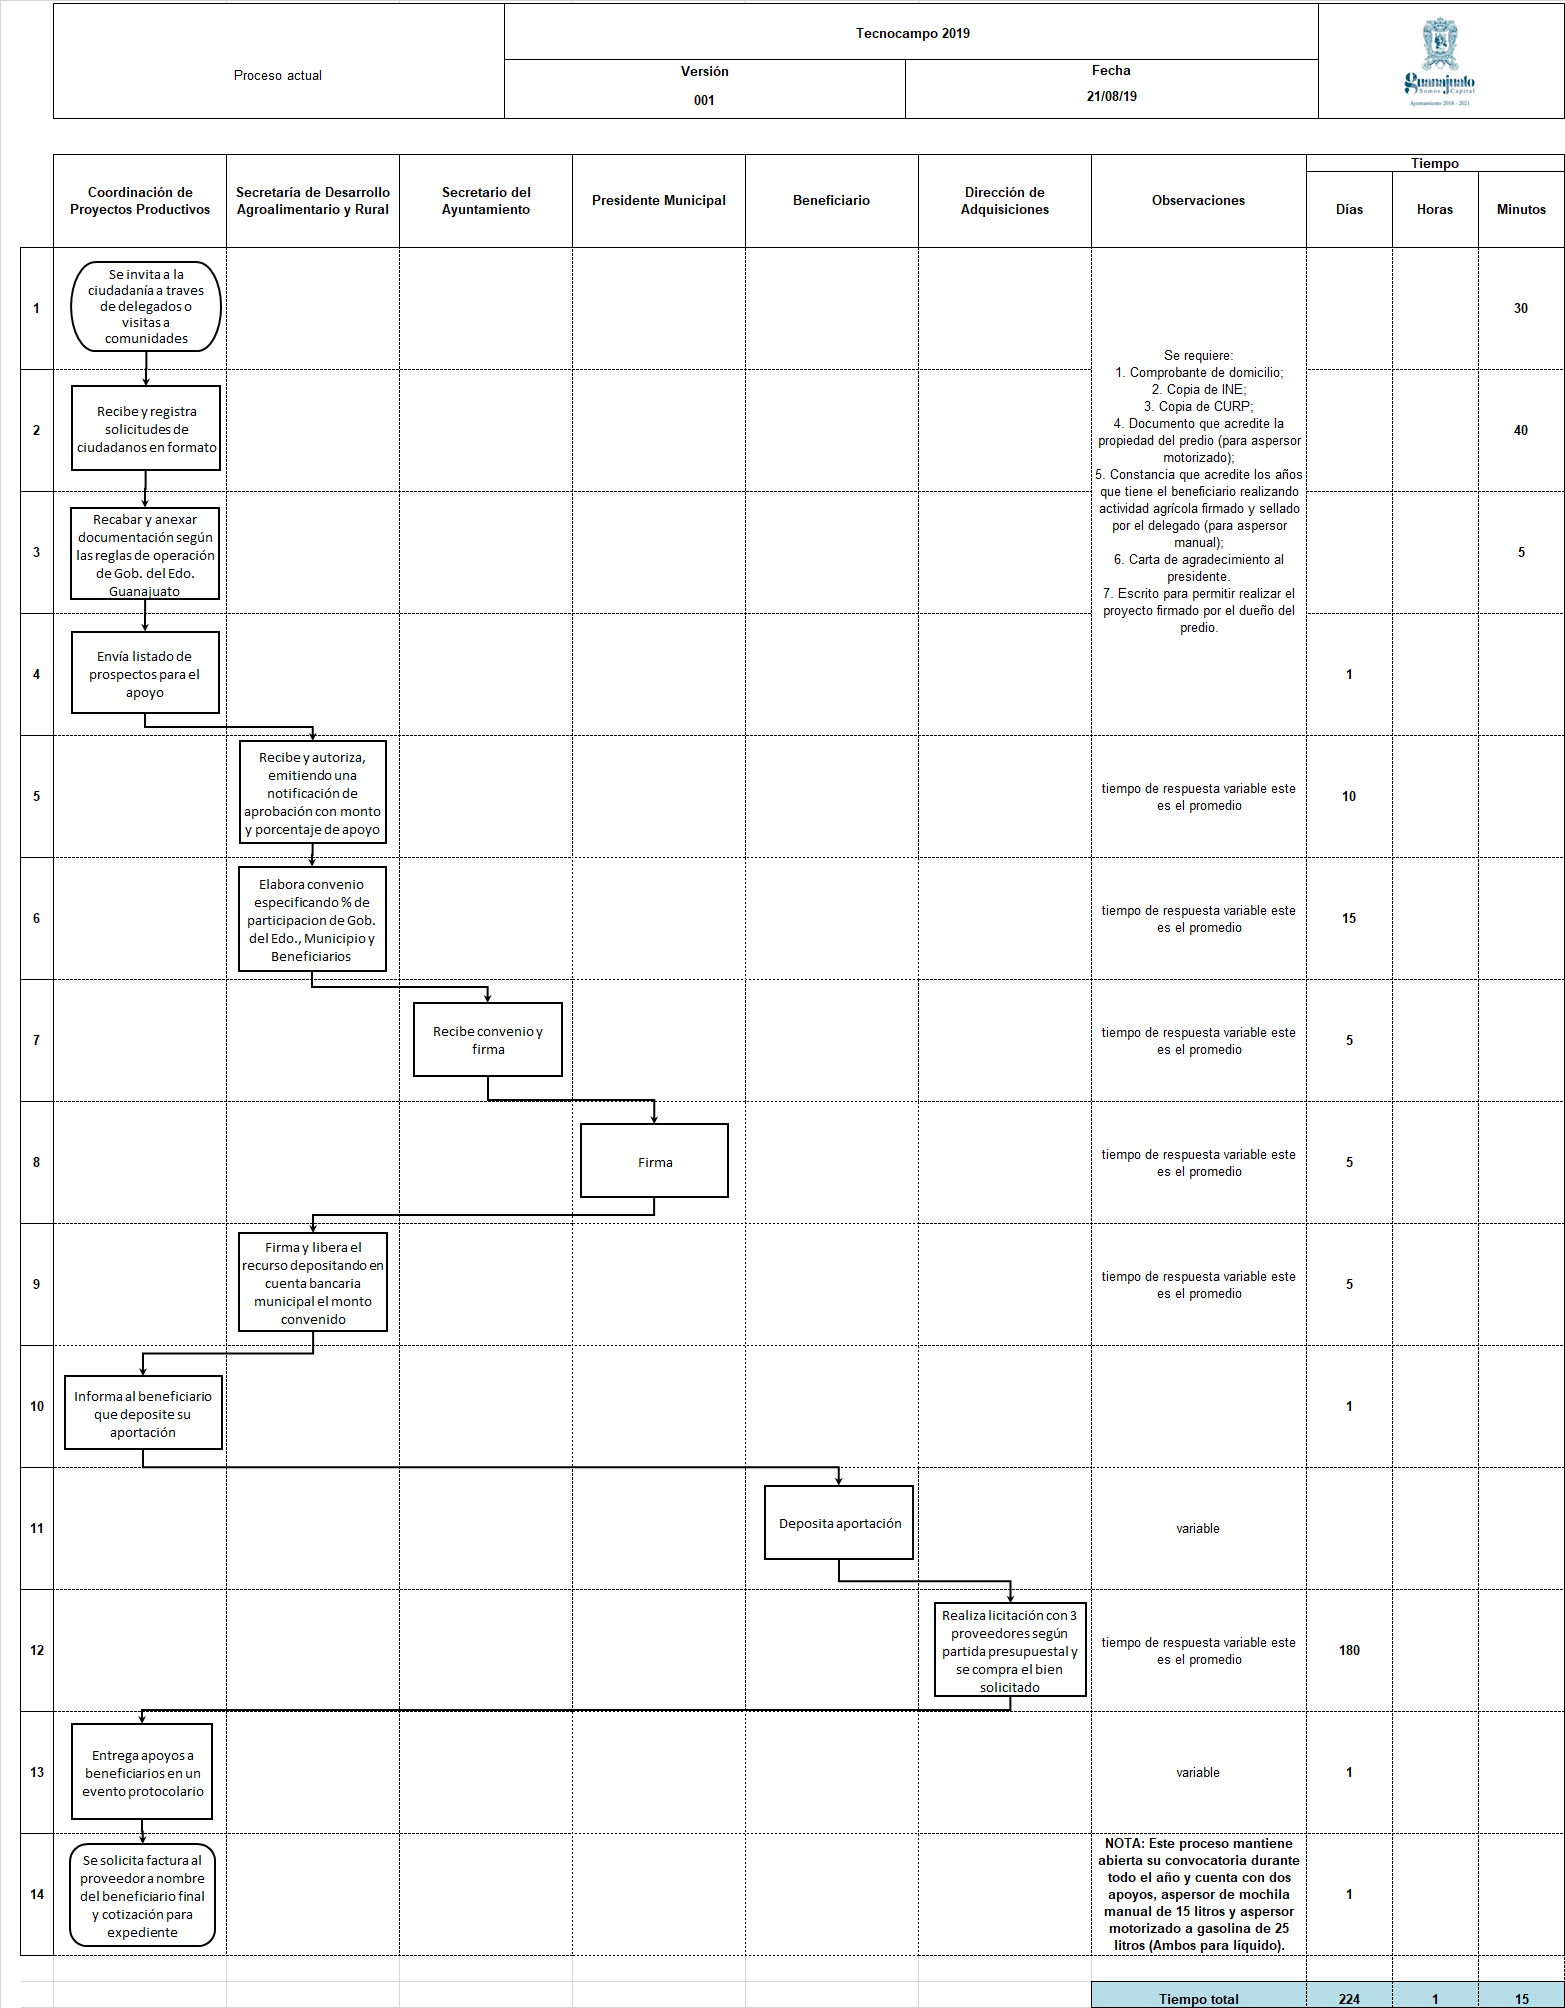 Proceso actual
Tecnocampo 2019
Versión
001
Fecha
21/08/19
Guanajuato
Somos Capital
Ayuntamiento 2018 - 2021
Coordinación de
Proyectos Productivos
Secretaría de Desarrollo
Agroalimentario y Rural
Secretario del
Ayuntamiento
Presidente Municipal
Beneficiario
Dirección de
Adquisiciones
Observaciones
Tiempo
Días
Horas
Minutos
1
Se invita a la
ciudadanía a traves
de delegados o
visitas a
comunidades
30
2
Recibe y registra
solicitudes de
ciudadanos en formato
40
3
Recabar y anexar
documentación según
las reglas de operación
de Gob. del Edo.
Guanajuato
5
Se requiere:
1. Comprobante de domicilio;
2. Copia de INE;
3. Copia de CURP;
4. Documento que acredite la
propiedad del predio (para aspersor
motorizado);
5. Constancia que acredite los años
que tiene el beneficiario realizando
actividad agrícola firmado y sellado
por el delegado (para aspersor
manual);
6. Carta de agradecimiento al
presidente.
7. Escrito para permitir realizar el
proyecto firmado por el dueño del
predio.
4
Envía listado de
prospectos para el
apoyo
1
5
Recibe y autoriza,
emitiendo una
notificación de
aprobación con monto
y porcentaje de apoyo
tiempo de respuesta variable este
es el promedio
10
6
Elabora convenio
especificando % de
participacion de Gob.
del Edo., Municipio y
Beneficiarios
tiempo de respuesta variable este
es el promedio
15
7
Recibe convenio y
firma
tiempo de respuesta variable este
es el promedio
5
8
Firma
tiempo de respuesta variable este
es el promedio
5
9
Firma y libera el
recurso depositando en
cuenta bancaria
municipal el monto
convenido
tiempo de respuesta variable este
es el promedio
5
10
Informa al beneficiario
que deposite su
aportación
1
11
Deposita aportación
variable
12
Realiza licitación con 3
proveedores según
partida presupuestal y
se compra el bien
solicitado
tiempo de respuesta variable este
es el promedio
180
13
Entrega apoyos a
beneficiarios en un
evento protocolario
variable
1
14
Se solicita factura al
proveedor a nombre
del beneficiario final
y cotización para
expediente
NOTA: Este proceso mantiene
abierta su convocatoria durante
todo el año y cuenta con dos
apoyos, aspersor de mochila
manual de 15 litros y aspersor
motorizado a gasolina de 25
litros (Ambos para líquido).
1
Tiempo total
224
1
15